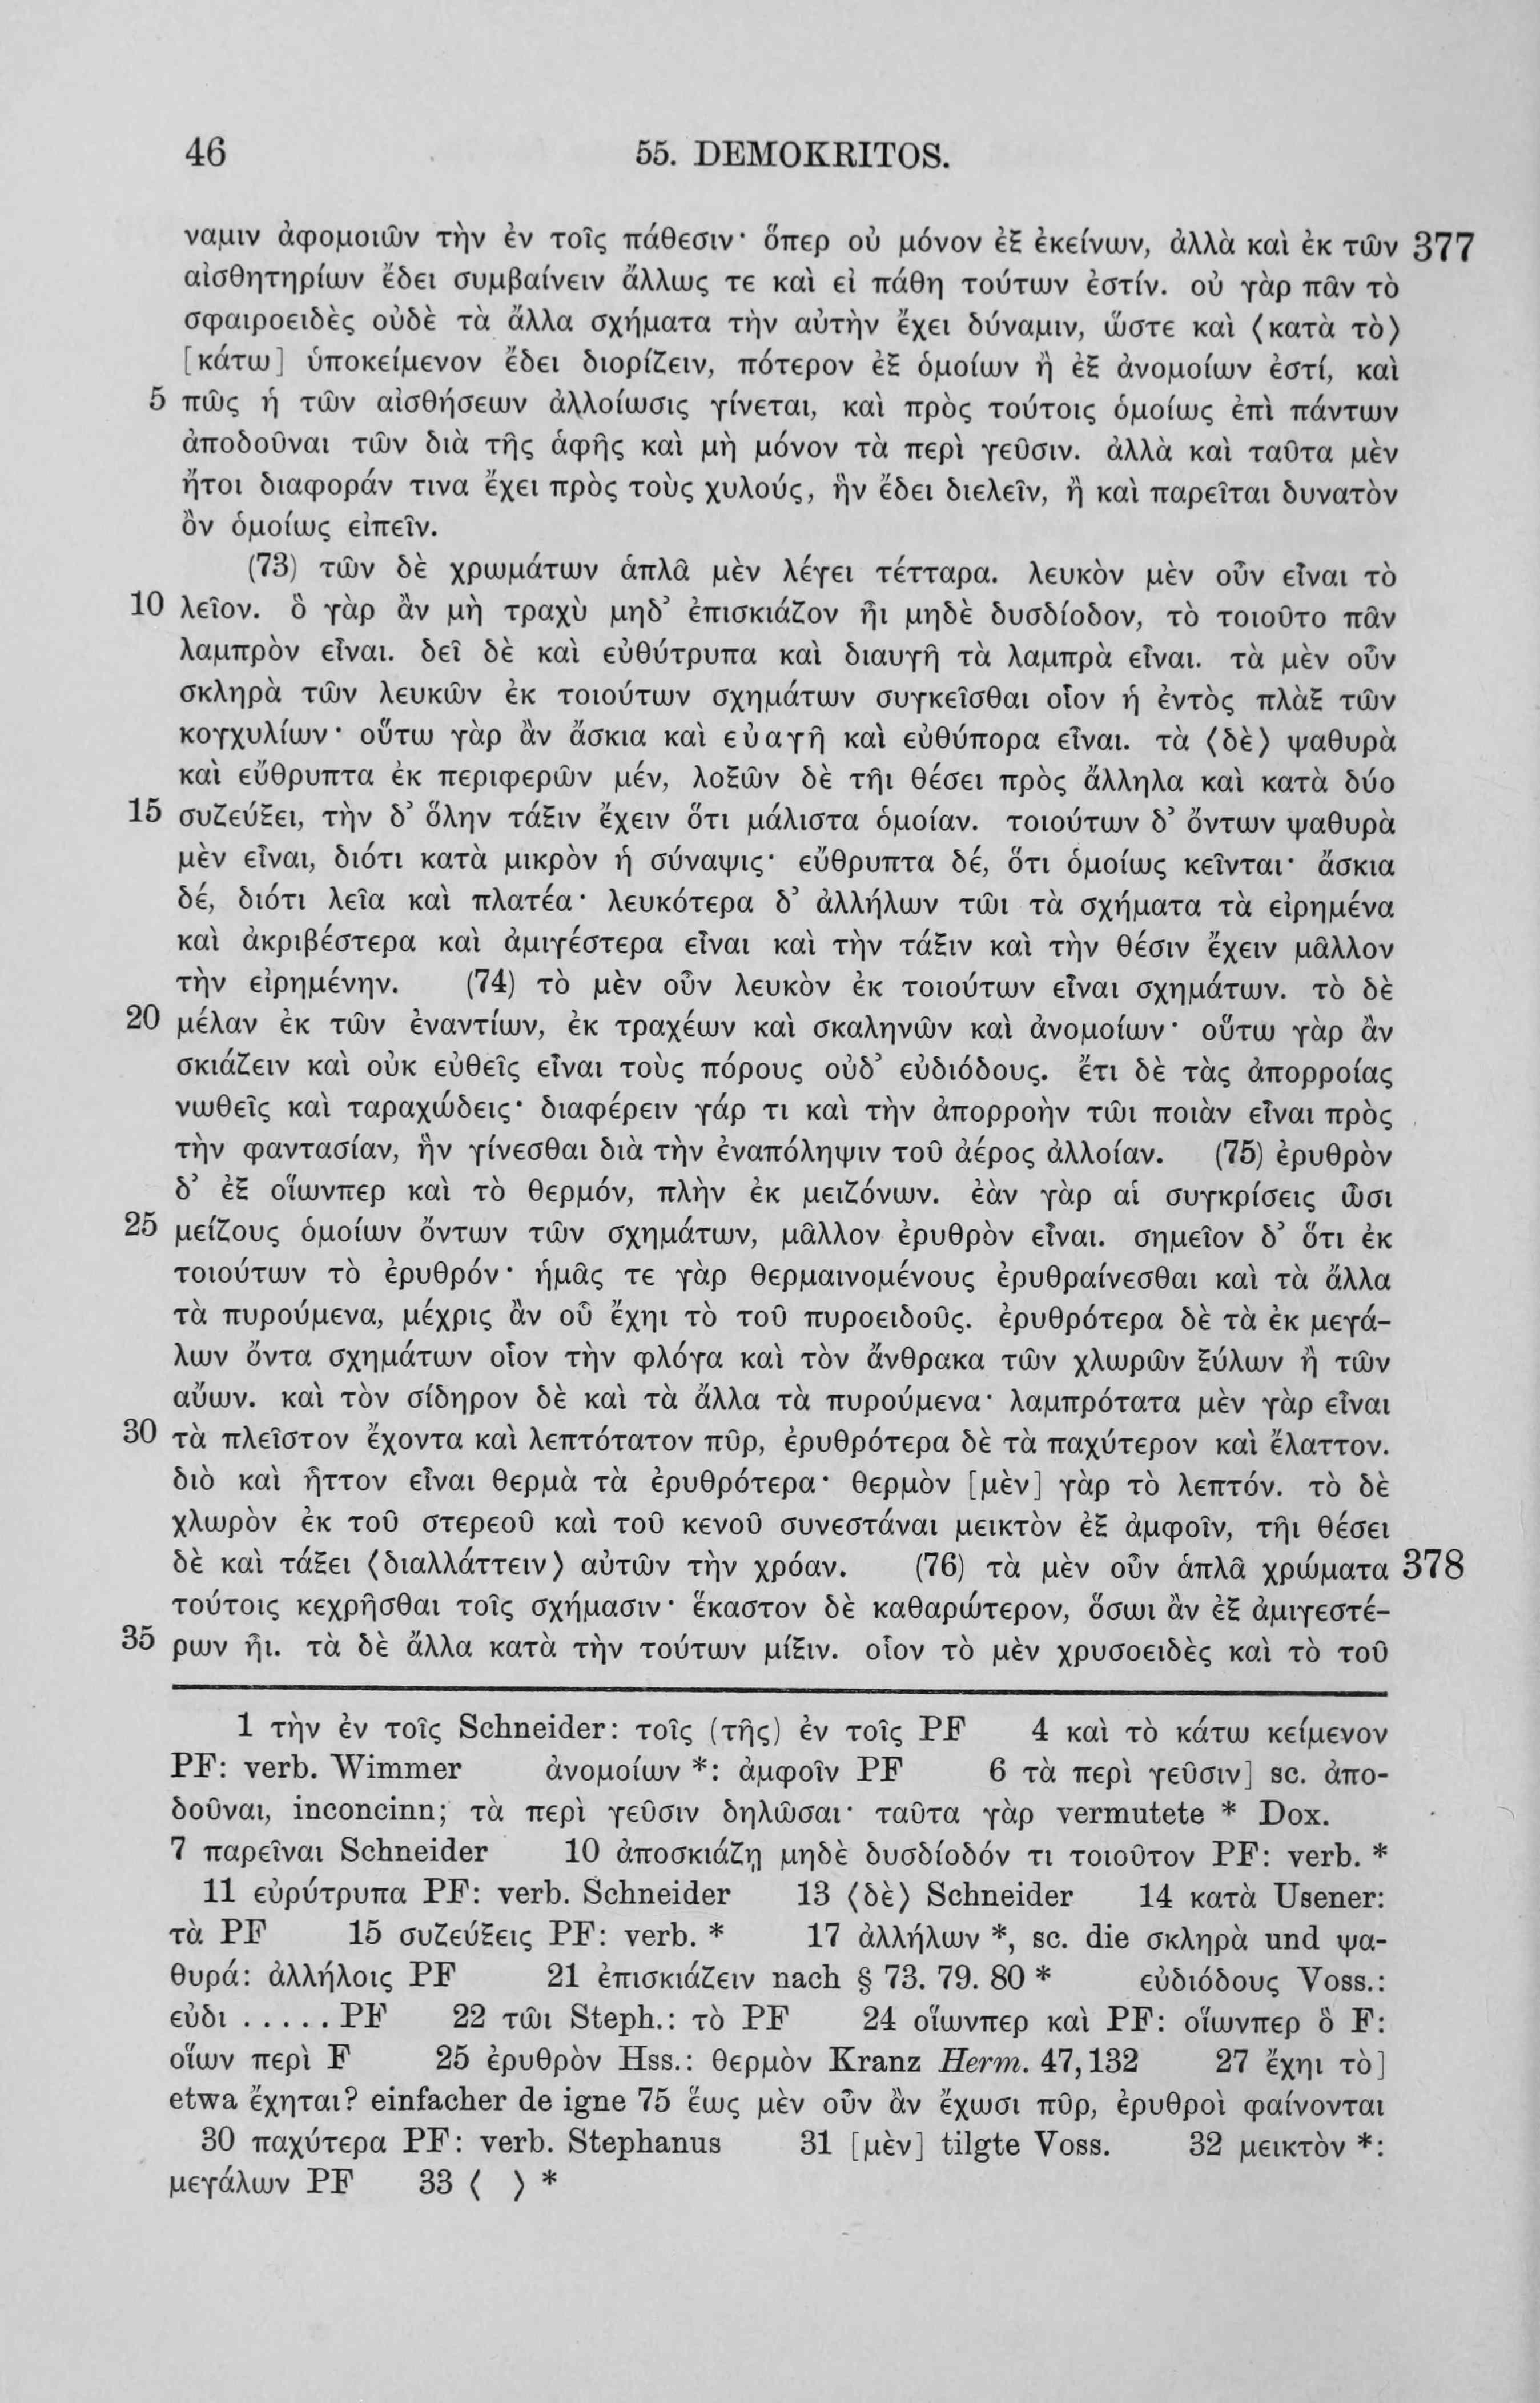 46 55. DEMOKRITOS.
ναμιν ἀφομοιῶν τὴν ἐν τοῖς πάθεσιν· ὅπερ οὐ μόνον ἐξ ἐκείνων, ἀλλὰ καὶ ἐκ τῶν 377
αἰσθητηρίων ἔδει συμβαίνειν ἄλλως τε καὶ εἰ πάθη τούτων ἐστίν. οὐ γὰρ πᾶν τὸ
σφαιροειδὲς οὐδὲ τὰ ἄλλα σχήματα τὴν αὐτὴν ἔχει δύναμιν, ὥστε καὶ ⟨κατὰ τὸ⟩
[κάτω] ὑποκείμενον ἔδει διορίζειν, πότερον ἐξ ὁμοίων ἢ ἐξ ἀνομοίων ἐστί, καὶ
5 πῶς ἡ τῶν αἰσθήσεων ἀλλοίωσις γίνεται, καὶ πρὸς τούτοις ὁμοίως ἐπὶ πάντων
ἀποδοῦναι τῶν διὰ τῆς ἁφῆς καὶ μὴ μόνον τὰ περὶ γεῦσιν. ἀλλὰ καὶ ταῦτα μὲν
ἤτοι διαφοράν τινα ἔχει πρὸς τοὺς χυλούς, ἣν ἔδει διελεῖν, ἢ καὶ παρεῖται δυνατὸν
ὂν ὁμοίως εἰπεῖν.
(73) τῶν δὲ χρωμάτων ἁπλᾶ μὲν λέγει τέτταρα. λευκὸν μὲν οὖν εἶναι τὸ
10 λεῖον. ὃ γὰρ ἂν μὴ τραχὺ μηδ’ ἐπισκιάζον ἦι μηδὲ δυσδίοδον, τὸ τοιοῦτο πᾶν
λαμπρὸν εἶναι. δεῖ δὲ καὶ εὐθύτρυπα καὶ διαυγῆ τὰ λαμπρὰ εἶναι. τὰ μὲν οὖν
σκληρὰ τῶν λευκῶν ἐκ τοιούτων σχημάτων συγκεῖσθαι οἷον ἡ ἐντὸς πλὰξ τῶν
κογχυλίων· οὕτω γὰρ ἂν ἄσκια καὶ εὐαγῆ καὶ εὐθύπορα εἶναι. τὰ ⟨δὲ⟩ ψαθυρὰ
καὶ εὔθρυπτα ἐκ περιφερῶν μέν, λοξῶν δὲ τῆι θέσει πρὸς ἄλληλα καὶ κατὰ δύο
15 συζεύξει, τὴν δ’ ὅλην τάξιν ἔχειν ὅτι μάλιστα ὁμοίαν. τοιούτων δ’ ὄντων ψαθυρὰ
μὲν εἶναι, διότι κατὰ μικρὸν ἡ σύναψις· εὔθρυπτα δέ, ὅτι ὁμοίως κεῖνται· ἄσκια
δέ, διότι λεῖα καὶ πλατέα· λευκότερα δ’ ἀλλήλων τῶι τὰ σχήματα τὰ εἰρημένα
καὶ ἀκριβέστερα καὶ ἀμιγέστερα εἶναι καὶ τὴν τάξιν καὶ τὴν θέσιν ἔχειν μᾶλλον
τὴν εἰρημένην. (74) τὸ μὲν οὖν λευκὸν ἐκ τοιούτων εἶναι σχημάτων. τὸ δὲ
20 μέλαν ἐκ τῶν ἐναντίων, ἐκ τραχέων καὶ σκαληνῶν καὶ ἀνομοίων· οὕτω γὰρ ἂν
σκιάζειν καὶ οὐκ εὐθεῖς εἶναι τοὺς πόρους οὐδ’ εὐδιόδους. ἔτι δὲ τὰς ἀπορροίας
νωθεῖς καὶ ταραχώδεις· διαφέρειν γάρ τι καὶ τὴν ἀπορροὴν τῶι ποιὰν εἶναι πρὸς
τὴν φαντασίαν, ἣν γίνεσθαι διὰ τὴν ἐναπόληψιν τοῦ ἀέρος ἀλλοίαν. (75) ἐρυθρὸν
δ’ ἐξ οἵωνπερ καὶ τὸ θερμόν, πλὴν ἐκ μειζόνων. ἐὰν γὰρ αἱ συγκρίσεις ὦσι
25 μείζους ὁμοίων ὄντων τῶν σχημάτων, μᾶλλον ἐρυθρὸν εἶναι. σημεῖον δ’ ὅτι ἐκ
τοιούτων τὸ ἐρυθρόν· ἡμᾶς τε γὰρ θερμαινομένους ἐρυθραίνεσθαι καὶ τὰ ἄλλα
τὰ πυρούμενα, μέχρις ἂν οὗ ἔχηι τὸ τοῦ πυροειδοῦς. ἐρυθρότερα δὲ τὰ ἐκ μεγά-
λων ὄντα σχημάτων οἷον τὴν φλόγα καὶ τὸν ἄνθρακα τῶν χλωρῶν ξύλων ἢ τῶν
αὔων. καὶ τὸν σίδηρον δὲ καὶ τὰ ἄλλα τὰ πυρούμενα· λαμπρότατα μὲν γὰρ εἶναι
30 τὰ πλεῖστον ἔχοντα καὶ λεπτότατον πῦρ, ἐρυθρότερα δὲ τὰ παχύτερον καὶ ἔλαττον.
διὸ καὶ ἧττον εἶναι θερμὰ τὰ ἐρυθρότερα· θερμὸν [μὲν] γὰρ τὸ λεπτόν. τὸ δὲ
χλωρὸν ἐκ τοῦ στερεοῦ καὶ τοῦ κενοῦ συνεστάναι μεικτὸν ἐξ ἀμφοῖν, τῆι θέσει
δὲ καὶ τάξει ⟨διαλλάττειν⟩ αὐτῶν τὴν χρόαν. (76) τὰ μὲν οὖν ἁπλᾶ χρώματα 378
τούτοις κεχρῆσθαι τοῖς σχήμασιν· ἕκαστον δὲ καθαρώτερον, ὅσωι ἂν ἐξ ἀμιγεστέ-
35 ρων ἦι. τὰ δὲ ἄλλα κατὰ τὴν τούτων μίξιν. οἷον τὸ μὲν χρυσοειδὲς καὶ τὸ τοῦ
1 τὴν ἐν τοῖς Schneider: τοῖς (τῆς) ἐν τοῖς PF 4 καὶ τὸ κάτω κείμενον
PF: verb. Wimmer ἀνομοίων *: ἀμφοῖν PF 6 τὰ περὶ γεῦσιν] sc. ἀπο-
δοῦναι, inconcinn; τὰ περὶ γεῦσιν δηλῶσαι· ταῦτα γὰρ vermutete * Dox.
7 παρεῖναι Schneider 10 ἀποσκιάζῃ μηδὲ δυσδίοδόν τι τοιοῦτον PF: verb. *
11 εὐρύτρυπα PF: verb. Schneider 13 ⟨δὲ⟩ Schneider 14 κατὰ Usener:
τὰ PF 15 συζεύξεις PF: verb. * 17 ἀλλήλων *, sc. die σκληρὰ und ψα-
θυρά: ἀλλήλοις PF 21 ἐπισκιάζειν nach § 73. 79. 80 * εὐδιόδους Voss.:
εὐδι ..... PF 22 τῶι Steph.: τὸ PF 24 οἵωνπερ καὶ PF: οἵωνπερ ὃ F:
οἵων περὶ F 25 ἐρυθρὸν Hss.: θερμὸν Kranz Herm. 47,132 27 ἔχηι τὸ]
etwa ἔχηται? einfacher de igne 75 ἕως μὲν οὖν ἂν ἔχωσι πῦρ, ἐρυθροὶ φαίνονται
30 παχύτερα PF: verb. Stephanus 31 [μὲν] tilgte Voss. 32 μεικτὸν *:
μεγάλων PF 33 ⟨ ⟩ *